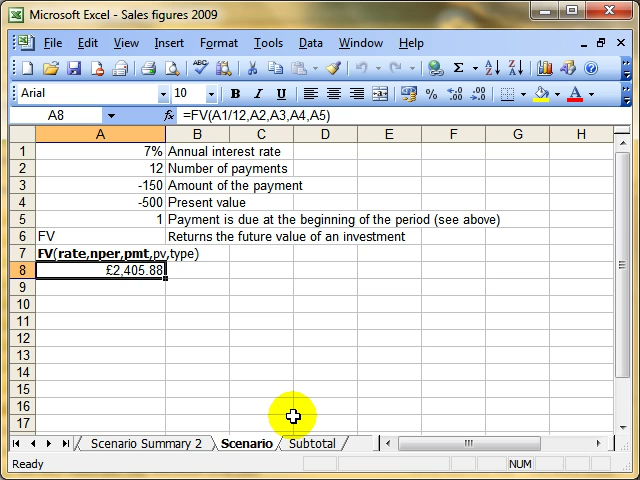 Microsoft Excel - Sales figures 2009
File Edit View Insert Format Tools Data Window Help
Arial 10 B I U
A8 fx =FV(A1/12,A2,A3,A4,A5)
A B C D E F G H
1 7% Annual interest rate
2 12 Number of payments
3 -150 Amount of the payment
4 -500 Present value
5 1 Payment is due at the beginning of the period (see above)
6 FV Returns the future value of an investment
7 FV(rate,nper,pmt,pv,type)
8 £2,405.88
9
10
11
12
13
14
15
16
17
Scenario Summary 2 Scenario Subtotal
Ready NUM